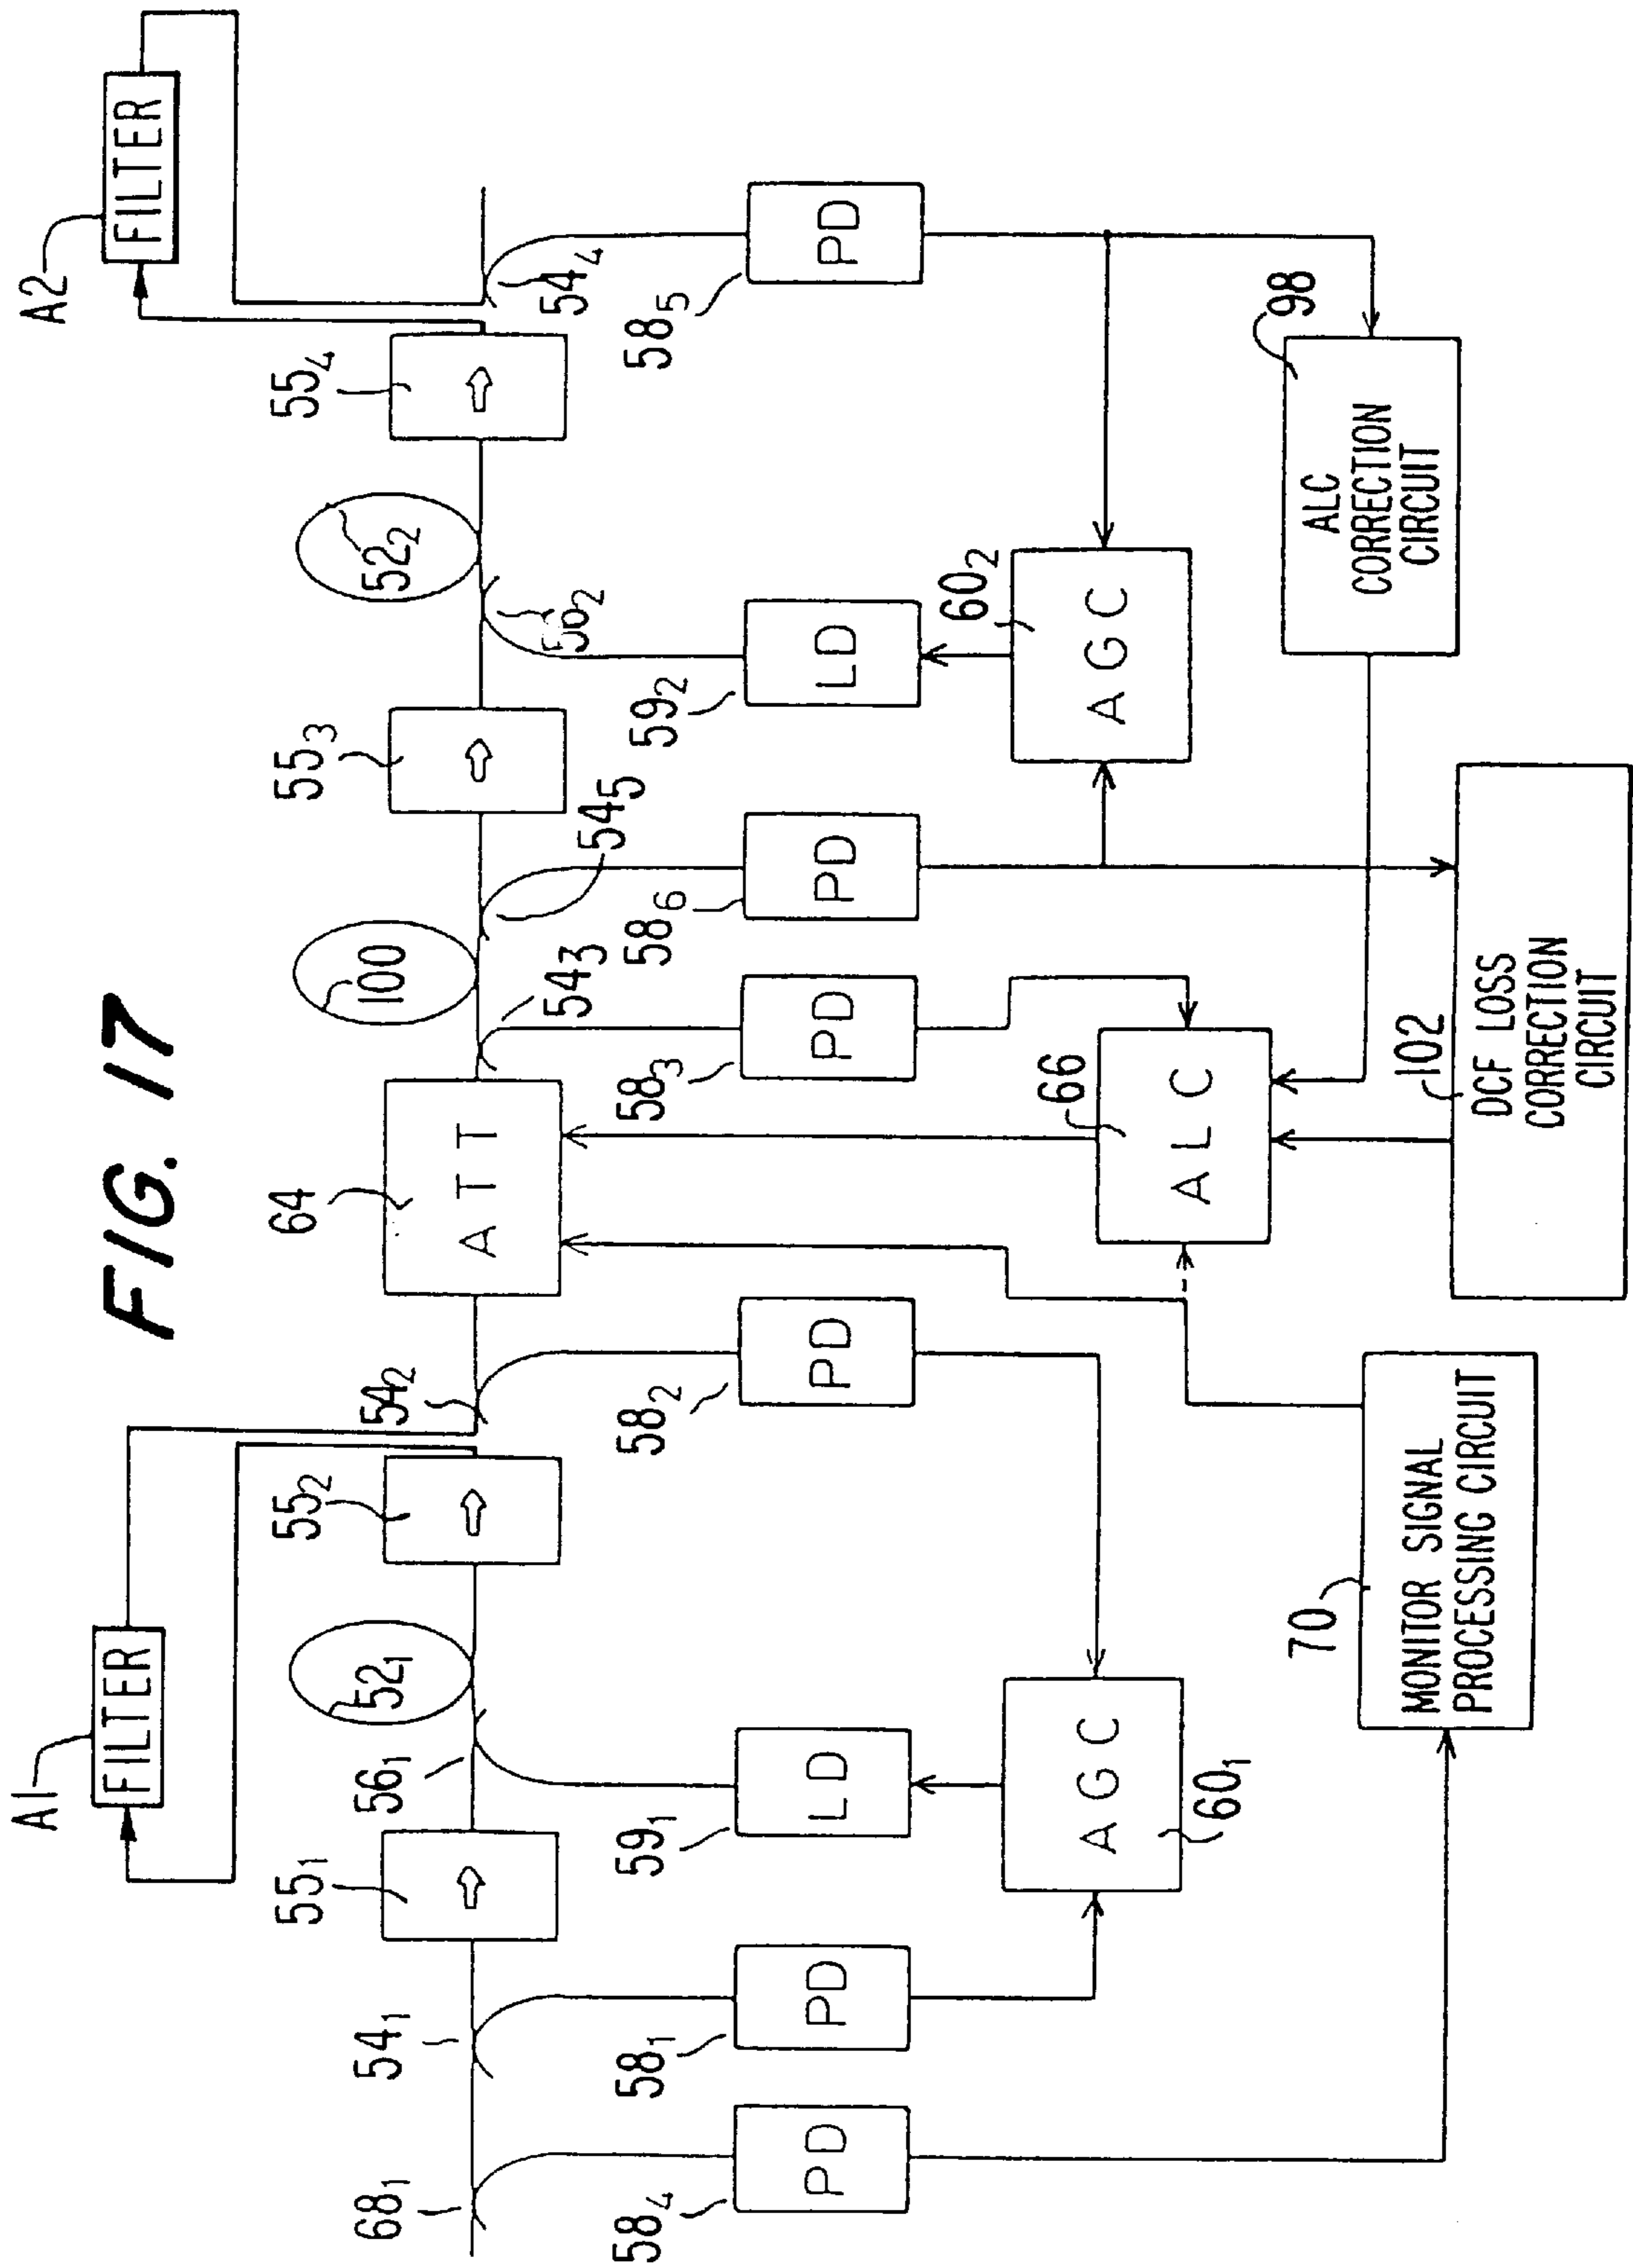 FIG. 17
A1
FILTER
A2
FILTER
68₁
54₁
55₁
56₁
52₁
55₂
54₂
64
ATT
54₃
100
54₅
55₃
56₂
52₂
55₄
54₄
58₄
PD
58₁
PD
59₁
LD
58₂
PD
58₃
PD
58₆
PD
59₂
LD
58₅
PD
AGC
60₁
66
ALC
AGC
60₂
98
ALC
CORRECTION
CIRCUIT
70
MONITOR SIGNAL
PROCESSING CIRCUIT
102
DCF LOSS
CORRECTION
CIRCUIT